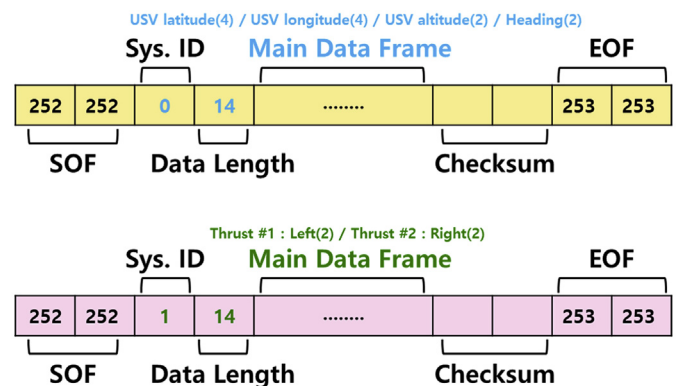 USV latitude(4) / USV longitude(4) / USV altitude(2) / Heading(2)
Sys. ID Main Data Frame EOF
252 252 0 14 ........ 253 253
SOF Data Length Checksum
Thrust #1 : Left(2) / Thrust #2 : Right(2)
Sys. ID Main Data Frame EOF
252 252 1 14 ........ 253 253
SOF Data Length Checksum